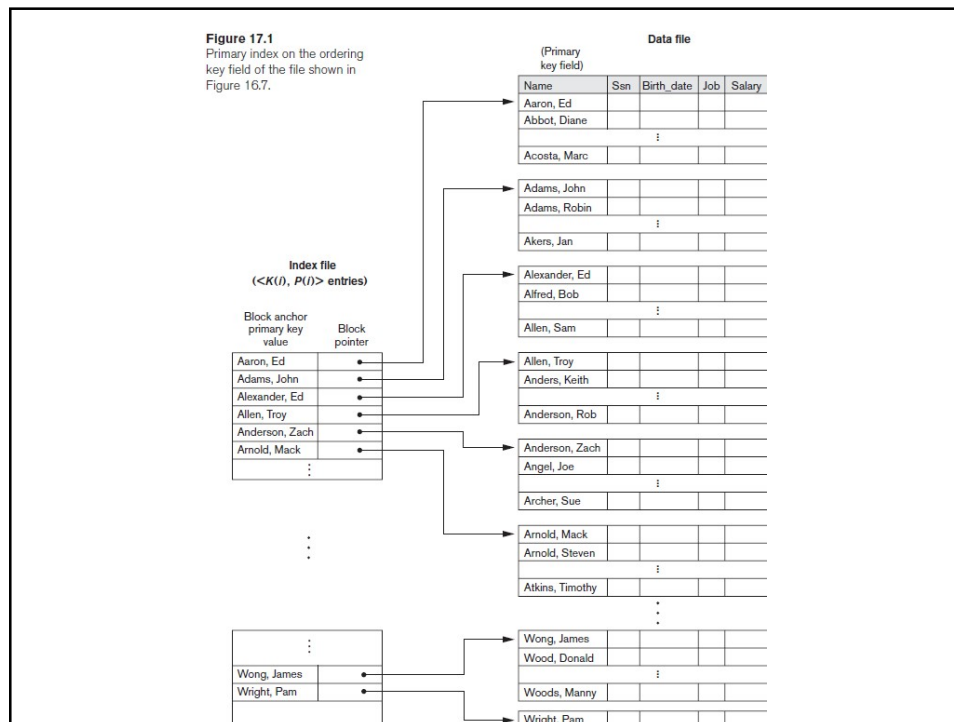 Figure 17.1
Primary index on the ordering
key field of the file shown in
Figure 16.7.
Data file
(Primary
key field)
Name Ssn Birth_date Job Salary
Aaron, Ed
Abbot, Diane
Acosta, Marc
Adams, John
Adams, Robin
Akers, Jan
Index file
(<K(i), P(i)> entries)
Alexander, Ed
Alfred, Bob
Allen, Sam
Block anchor
primary key
value
Block
pointer
Aaron, Ed
Adams, John
Alexander, Ed
Allen, Troy
Anderson, Zach
Arnold, Mack
Allen, Troy
Anders, Keith
Anderson, Rob
Anderson, Zach
Angel, Joe
Archer, Sue
Arnold, Mack
Arnold, Steven
Atkins, Timothy
Wong, James
Wright, Pam
Wong, James
Wood, Donald
Woods, Manny
Wright, Pam